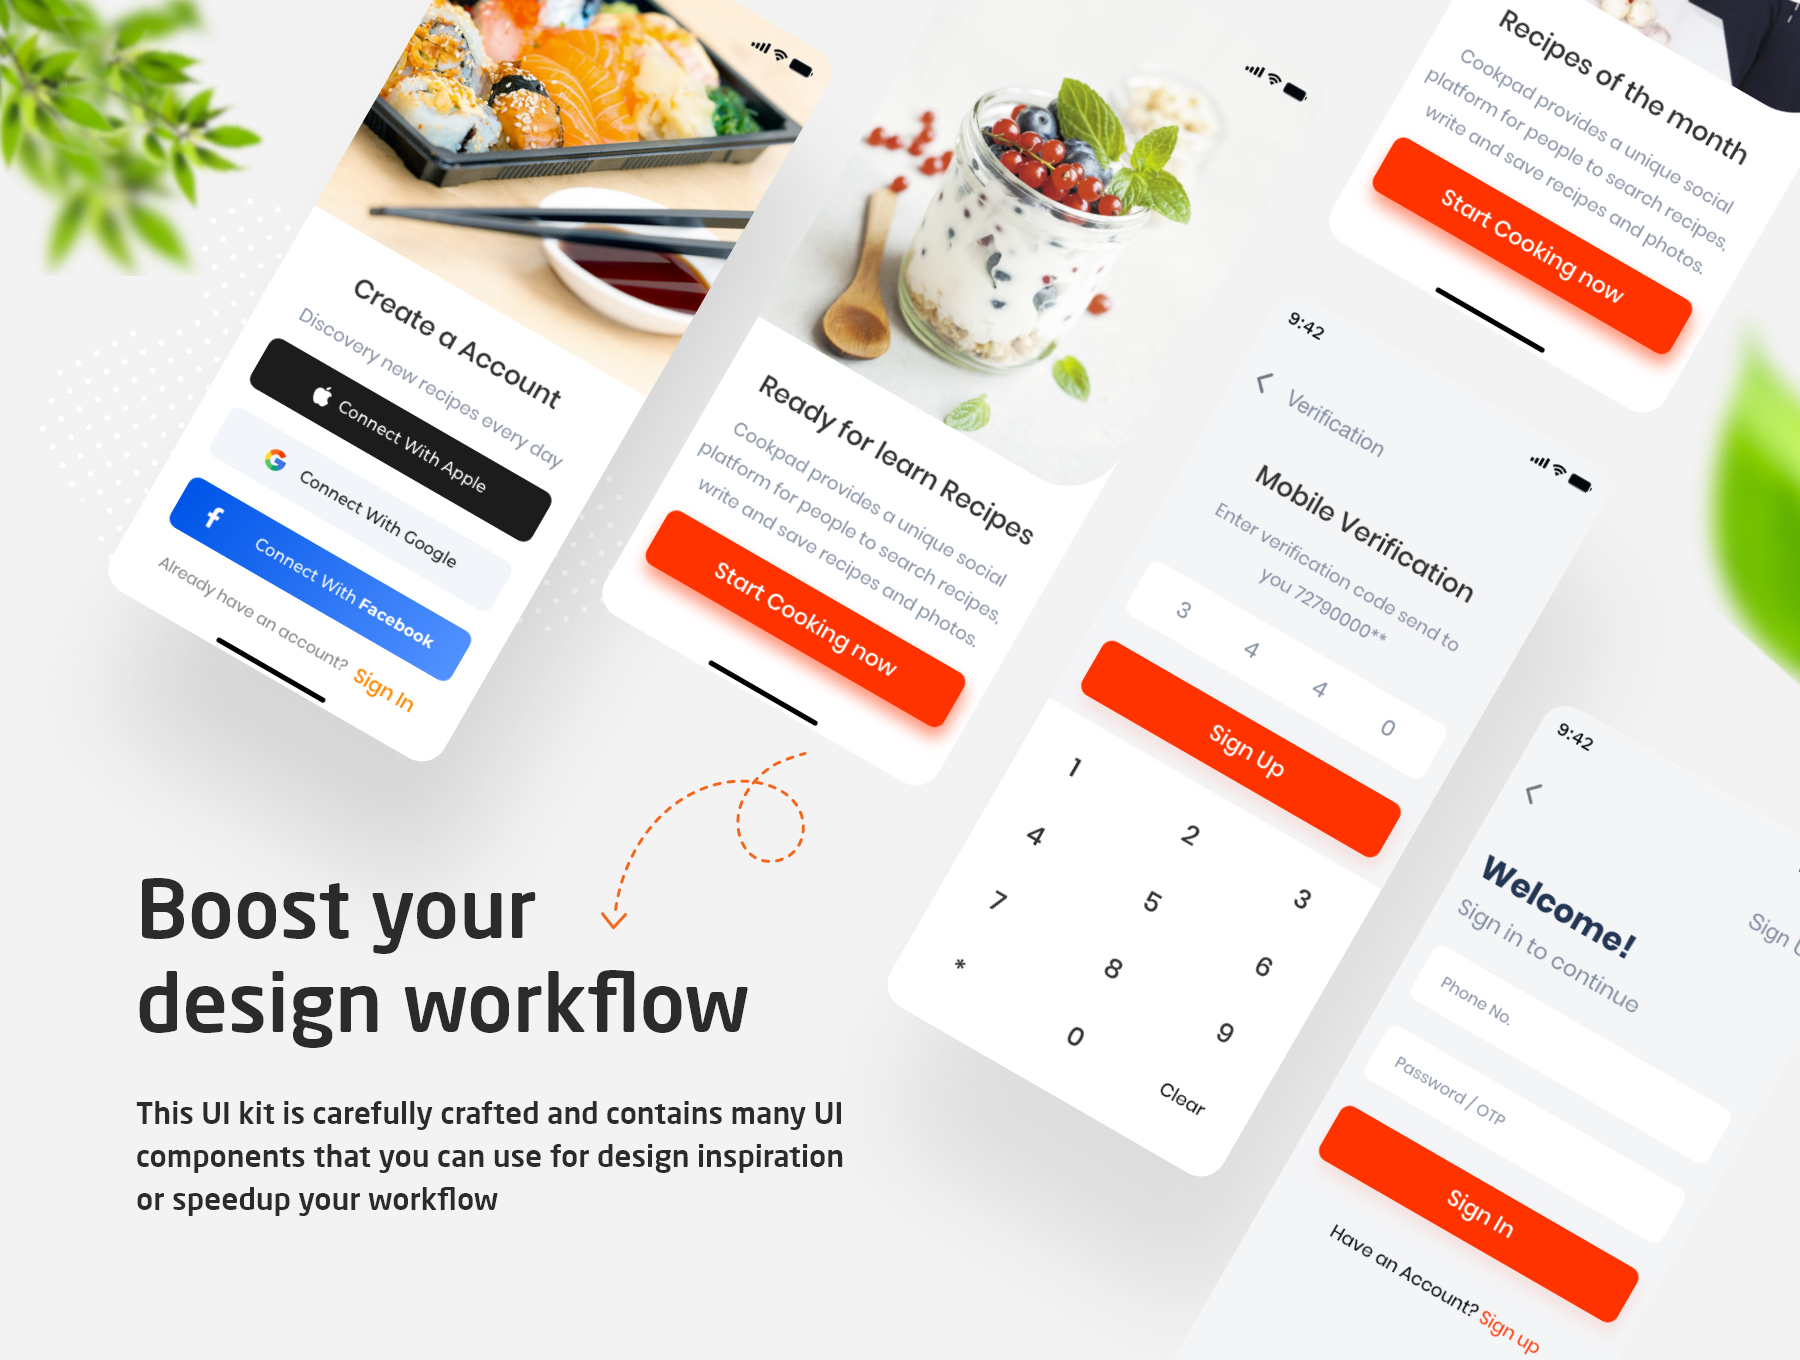 Create a Account
Discovery new recipes every day
Connect With Apple
Connect With Google
Connect With Facebook
Already have an account? Sign In
Ready for learn Recipes
Cookpad provides a unique social
platform for people to search recipes,
write and save recipes and photos.
Start Cooking now
Recipes of the month
Cookpad provides a unique social
platform for people to search recipes,
write and save recipes and photos.
Start Cooking now
9:42
Verification
Mobile Verification
Enter verification code send to
you 72790000**
3 4 4 0
Sign Up
1 2 3
4 5 6
7 8 9
* 0 Clear
9:42
Welcome!
Sign in to continue
Sign
Phone No.
Password / OTP
Sign In
Have an Account? Sign up
Boost your
design workflow
This UI kit is carefully crafted and contains many UI
components that you can use for design inspiration
or speedup your workflow